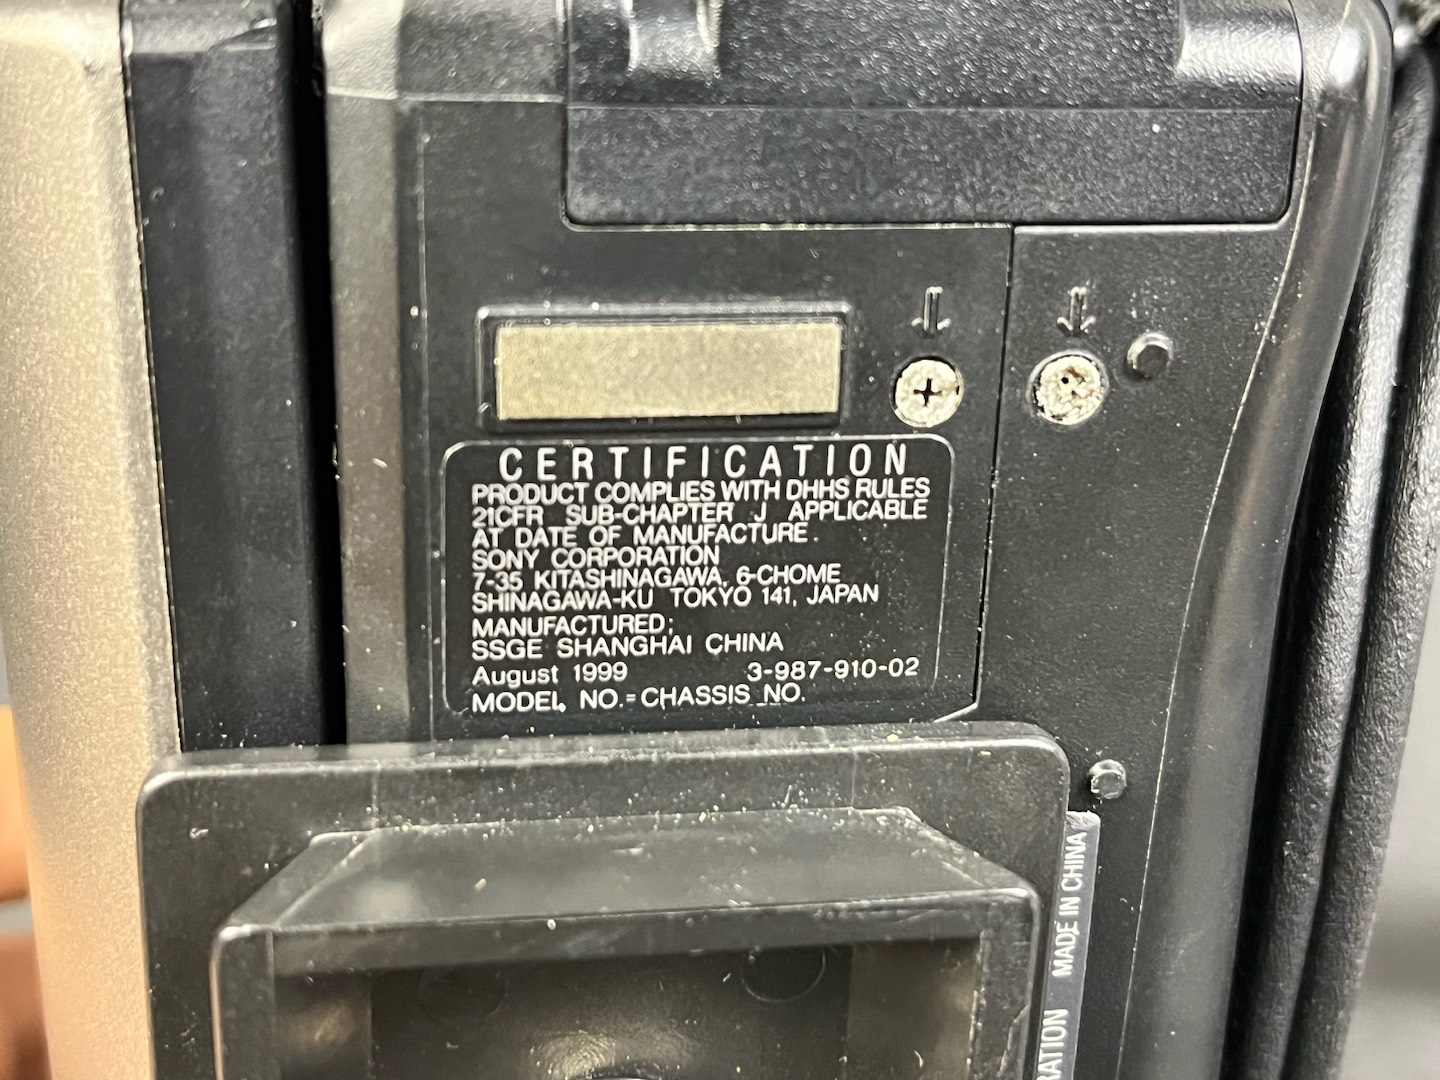 CERTIFICATION
PRODUCT COMPLIES WITH DHHS RULES
21CFR SUB-CHAPTER J APPLICABLE
AT DATE OF MANUFACTURE.
SONY CORPORATION
7-35 KITASHINAGAWA, 6-CHOME
SHINAGAWA-KU TOKYO 141, JAPAN
MANUFACTURED:
SSGE SHANGHAI CHINA
August 1999 3-987-910-02
MODEL NO.=CHASSIS NO.
MADE IN CHINA